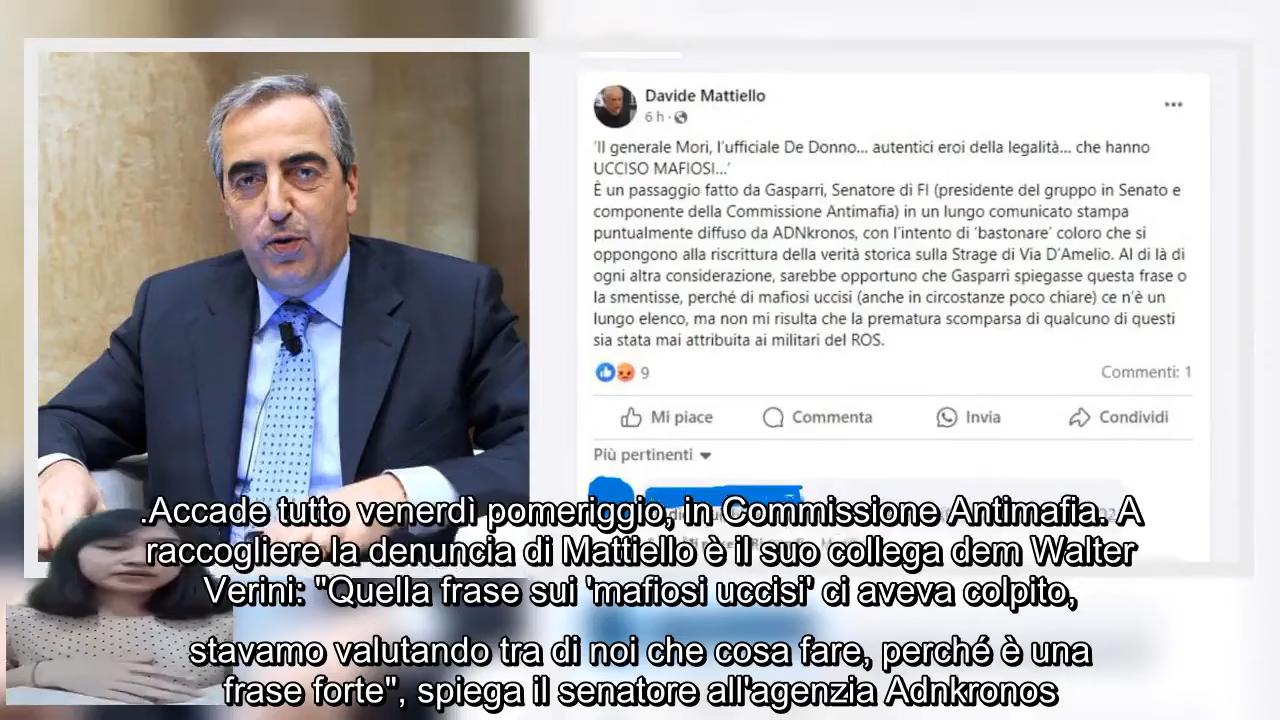 Davide Mattiello
6 h
'Il generale Mori, l'ufficiale De Donno... autentici eroi della legalità... che hanno
UCCISO MAFIOSI...'
È un passaggio fatto da Gasparri, Senatore di FI (presidente del gruppo in Senato e
componente della Commissione Antimafia) in un lungo comunicato stampa
puntualmente diffuso da ADNkronos, con l'intento di 'bastonare' coloro che si
oppongono alla riscrittura della verità storica sulla Strage di Via D'Amelio. Al di là di
ogni altra considerazione, sarebbe opportuno che Gasparri spiegasse questa frase o
la smentisse, perché di mafiosi uccisi (anche in circostanze poco chiare) ce n'è un
lungo elenco, ma non mi risulta che la prematura scomparsa di qualcuno di questi
sia stata mai attribuita ai militari del ROS.
9 Commenti: 1
Mi piace Commenta Invia Condividi
Più pertinenti
.Accade tutto venerdì pomeriggio, in Commissione Antimafia. A
raccogliere la denuncia di Mattiello è il suo collega dem Walter
Verini: "Quella frase sui 'mafiosi uccisi' ci aveva colpito,
stavamo valutando tra di noi che cosa fare, perché è una
frase forte", spiega il senatore all'agenzia Adnkronos